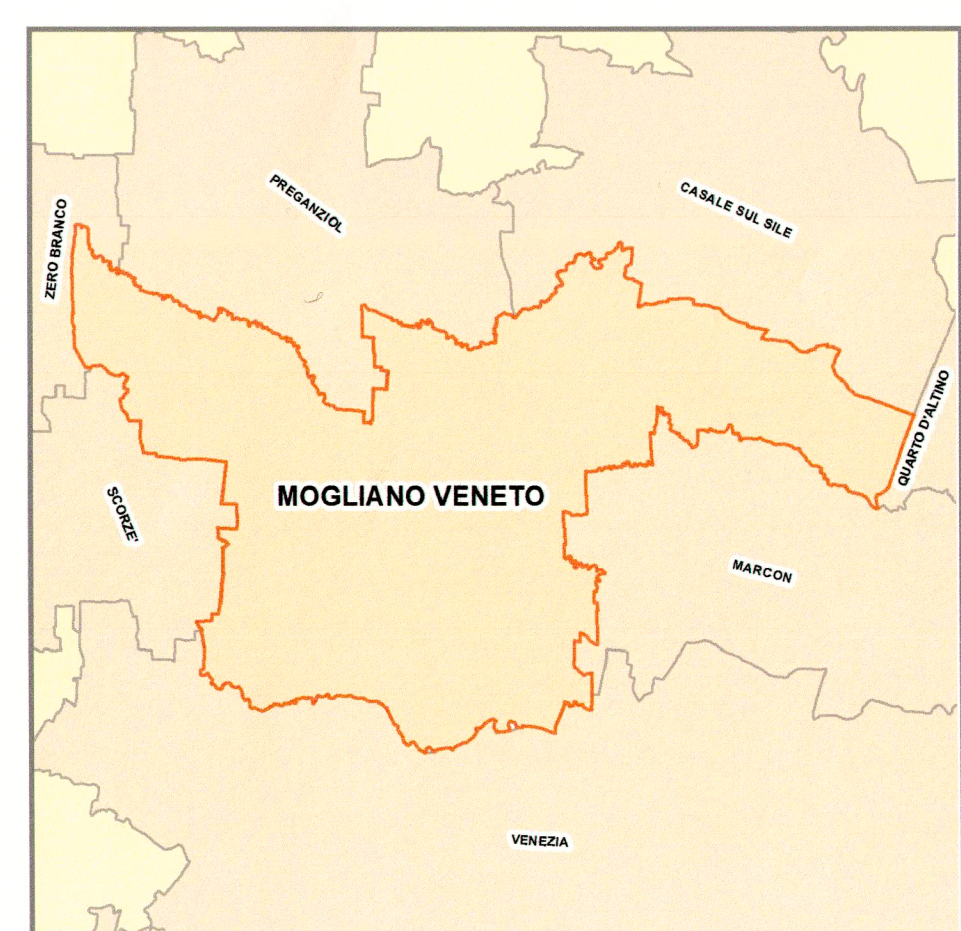 PREGANZIOL
CASALE SUL SILE
ZERO BRANCO
QUARTO D'ALTINO
MOGLIANO VENETO
SCORZE'
MARCON
VENEZIA